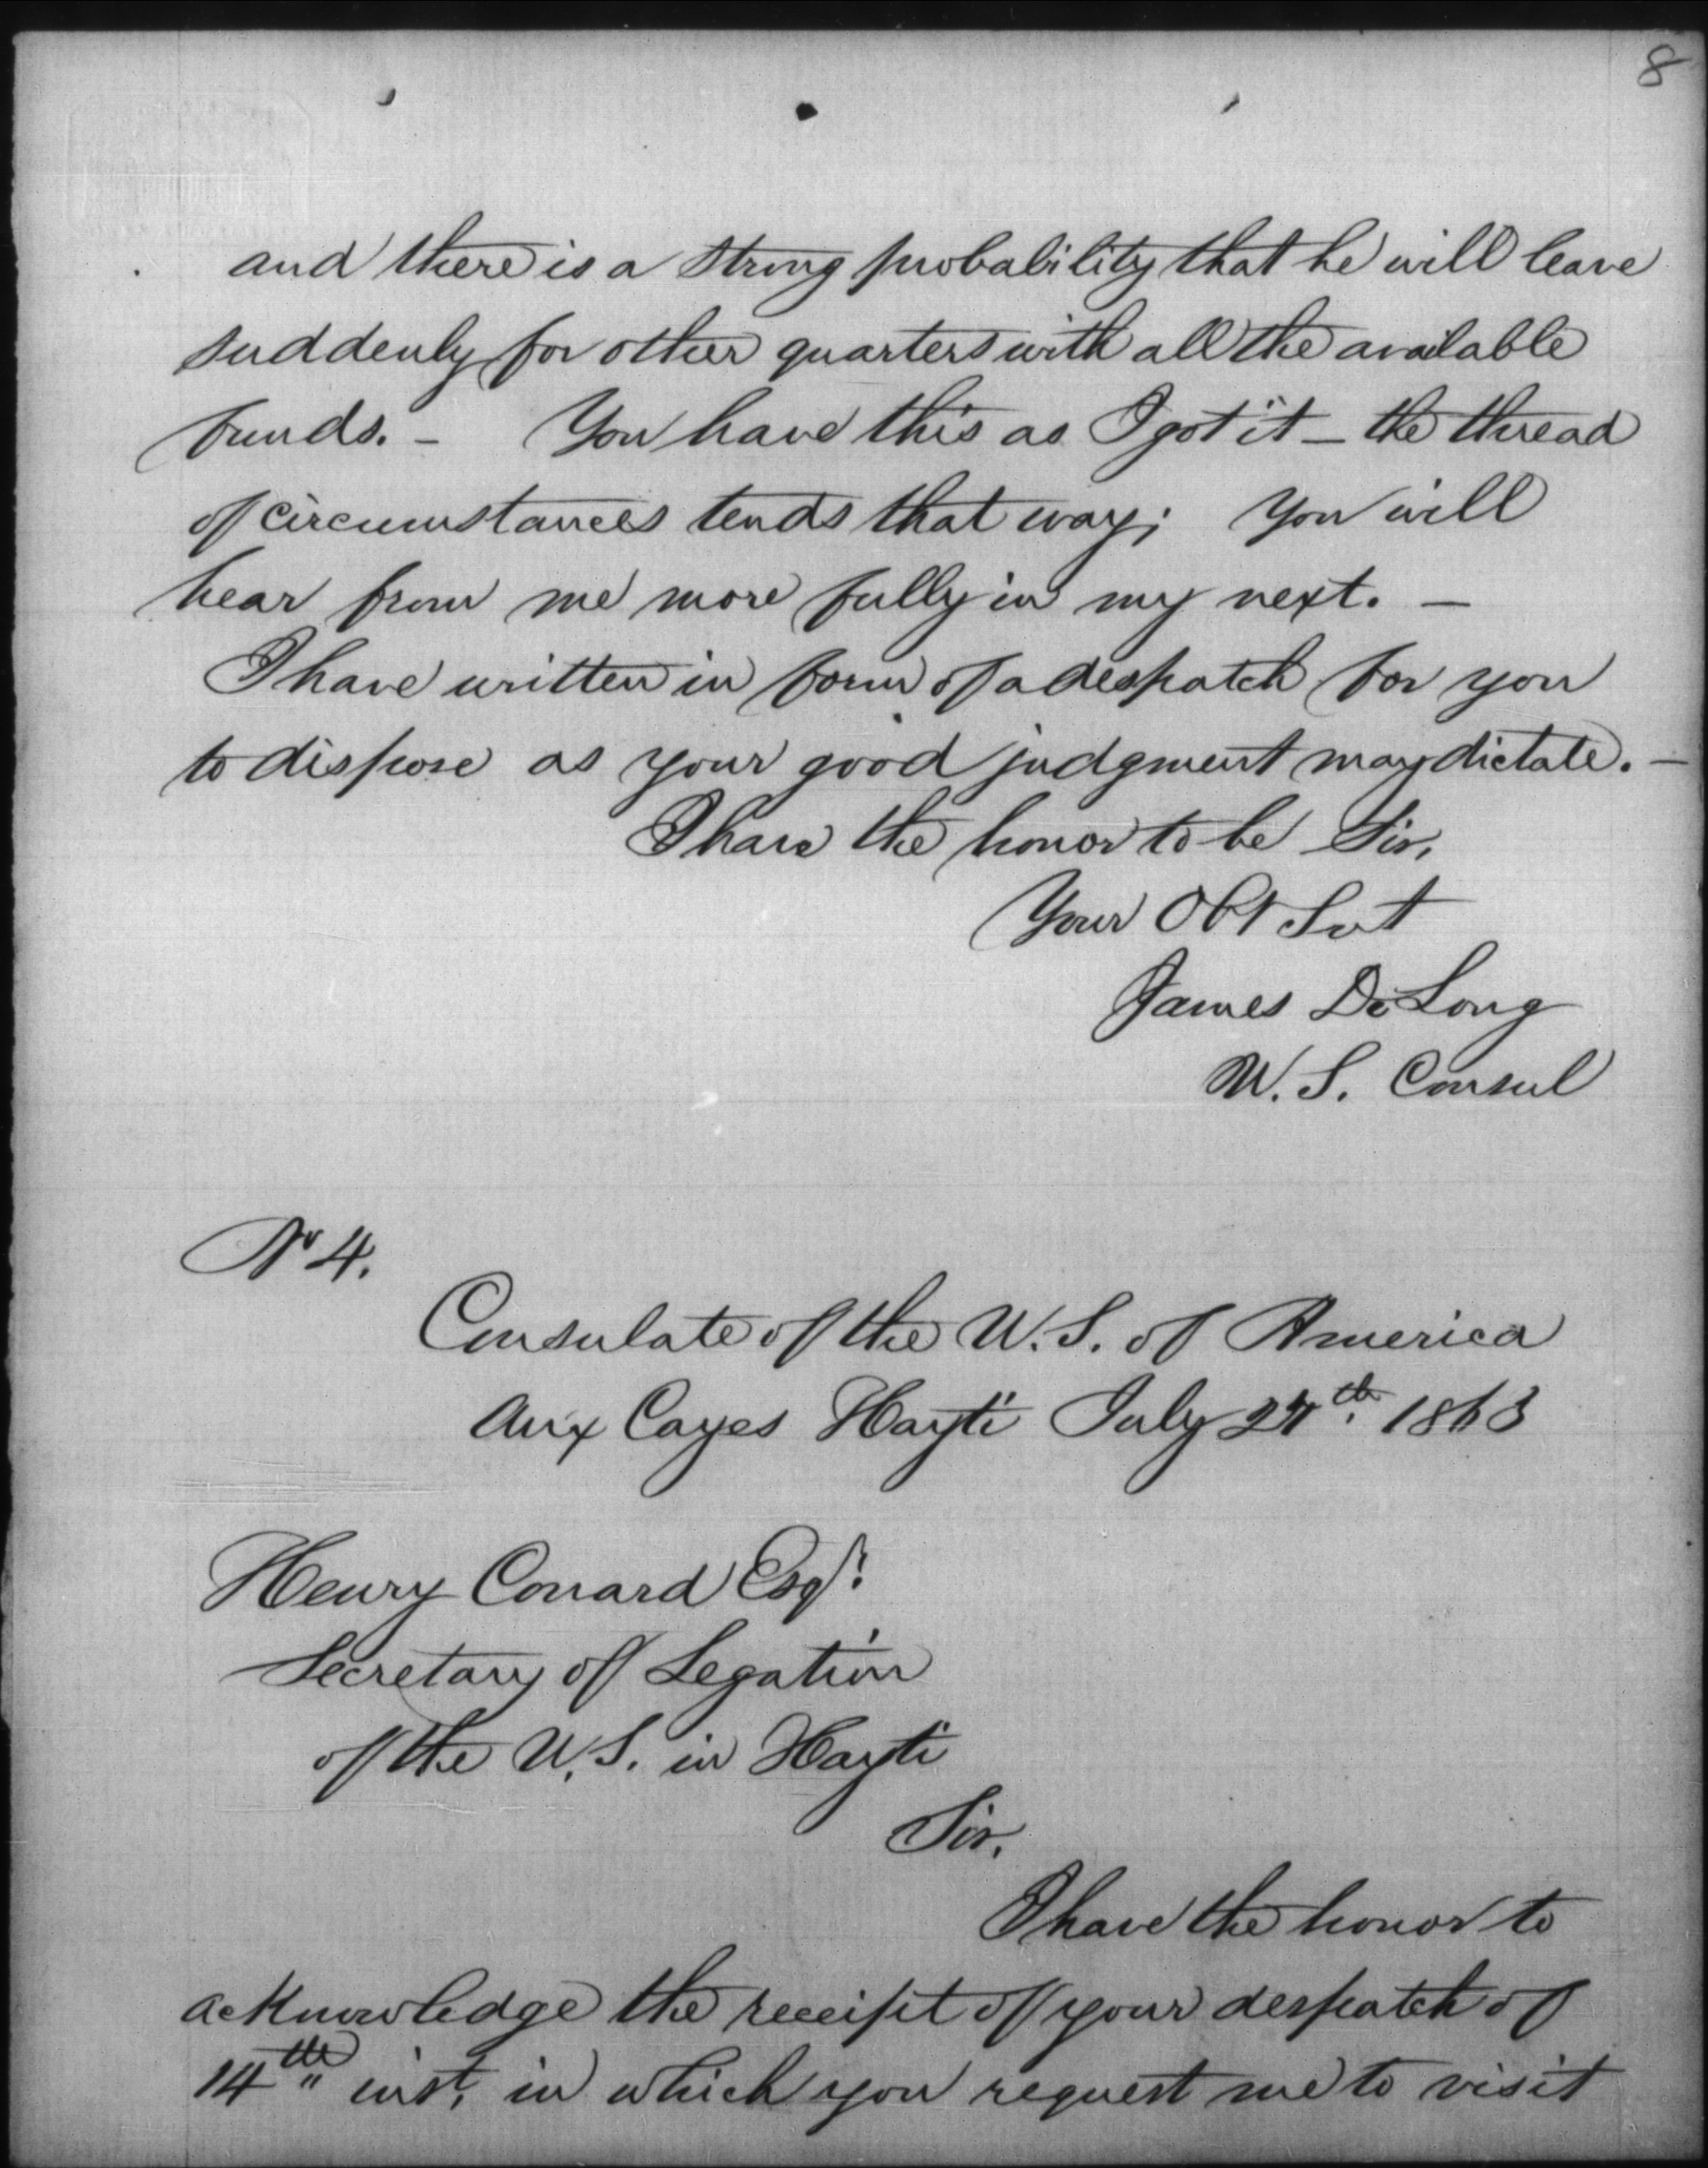 8
and there is a strong probability that he will leave
suddenly for other quarters with all the available
funds. - You have this as I got it - the thread
of circumstances tends that way; You will
hear from me more fully in my next. -
I have written in form of a despatch for you
to dispose as your good judgment may dictate. -
I have the honor to be Sir,
Your Obt Svt
James De Long
U. S. Consul
No 4.
Consulate of the U. S. of America
Aux Cayes Hayti July 27th. 1863
Henry Conard Esqr.
Secretary of Legation
of the U. S. in Hayti
Sir,
I have the honor to
acknowledge the receipt of your despatch of
14th" inst, in which you request me to visit